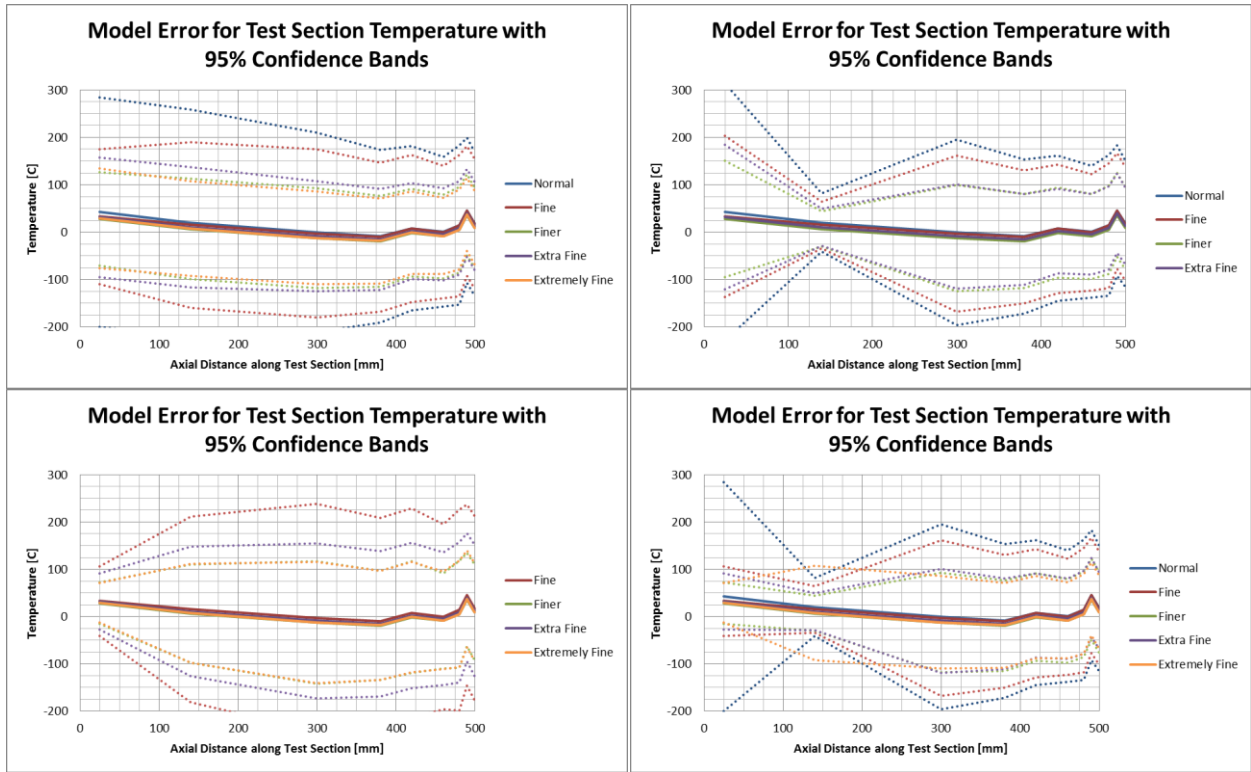 Model Error for Test Section Temperature with
95% Confidence Bands
Temperature [C]
300
200
100
0
-100
-200
0 100 200 300 400 500
Axial Distance along Test Section [mm]
Normal
Fine
Finer
Extra Fine
Extremely Fine
Model Error for Test Section Temperature with
95% Confidence Bands
Temperature [C]
300
200
100
0
-100
-200
0 100 200 300 400 500
Axial Distance along Test Section [mm]
Normal
Fine
Finer
Extra Fine
Model Error for Test Section Temperature with
95% Confidence Bands
Temperature [C]
300
200
100
0
-100
-200
0 100 200 300 400 500
Axial Distance along Test Section [mm]
Fine
Finer
Extra Fine
Extremely Fine
Model Error for Test Section Temperature with
95% Confidence Bands
Temperature [C]
300
200
100
0
-100
-200
0 100 200 300 400 500
Axial Distance along Test Section [mm]
Normal
Fine
Finer
Extra Fine
Extremely Fine